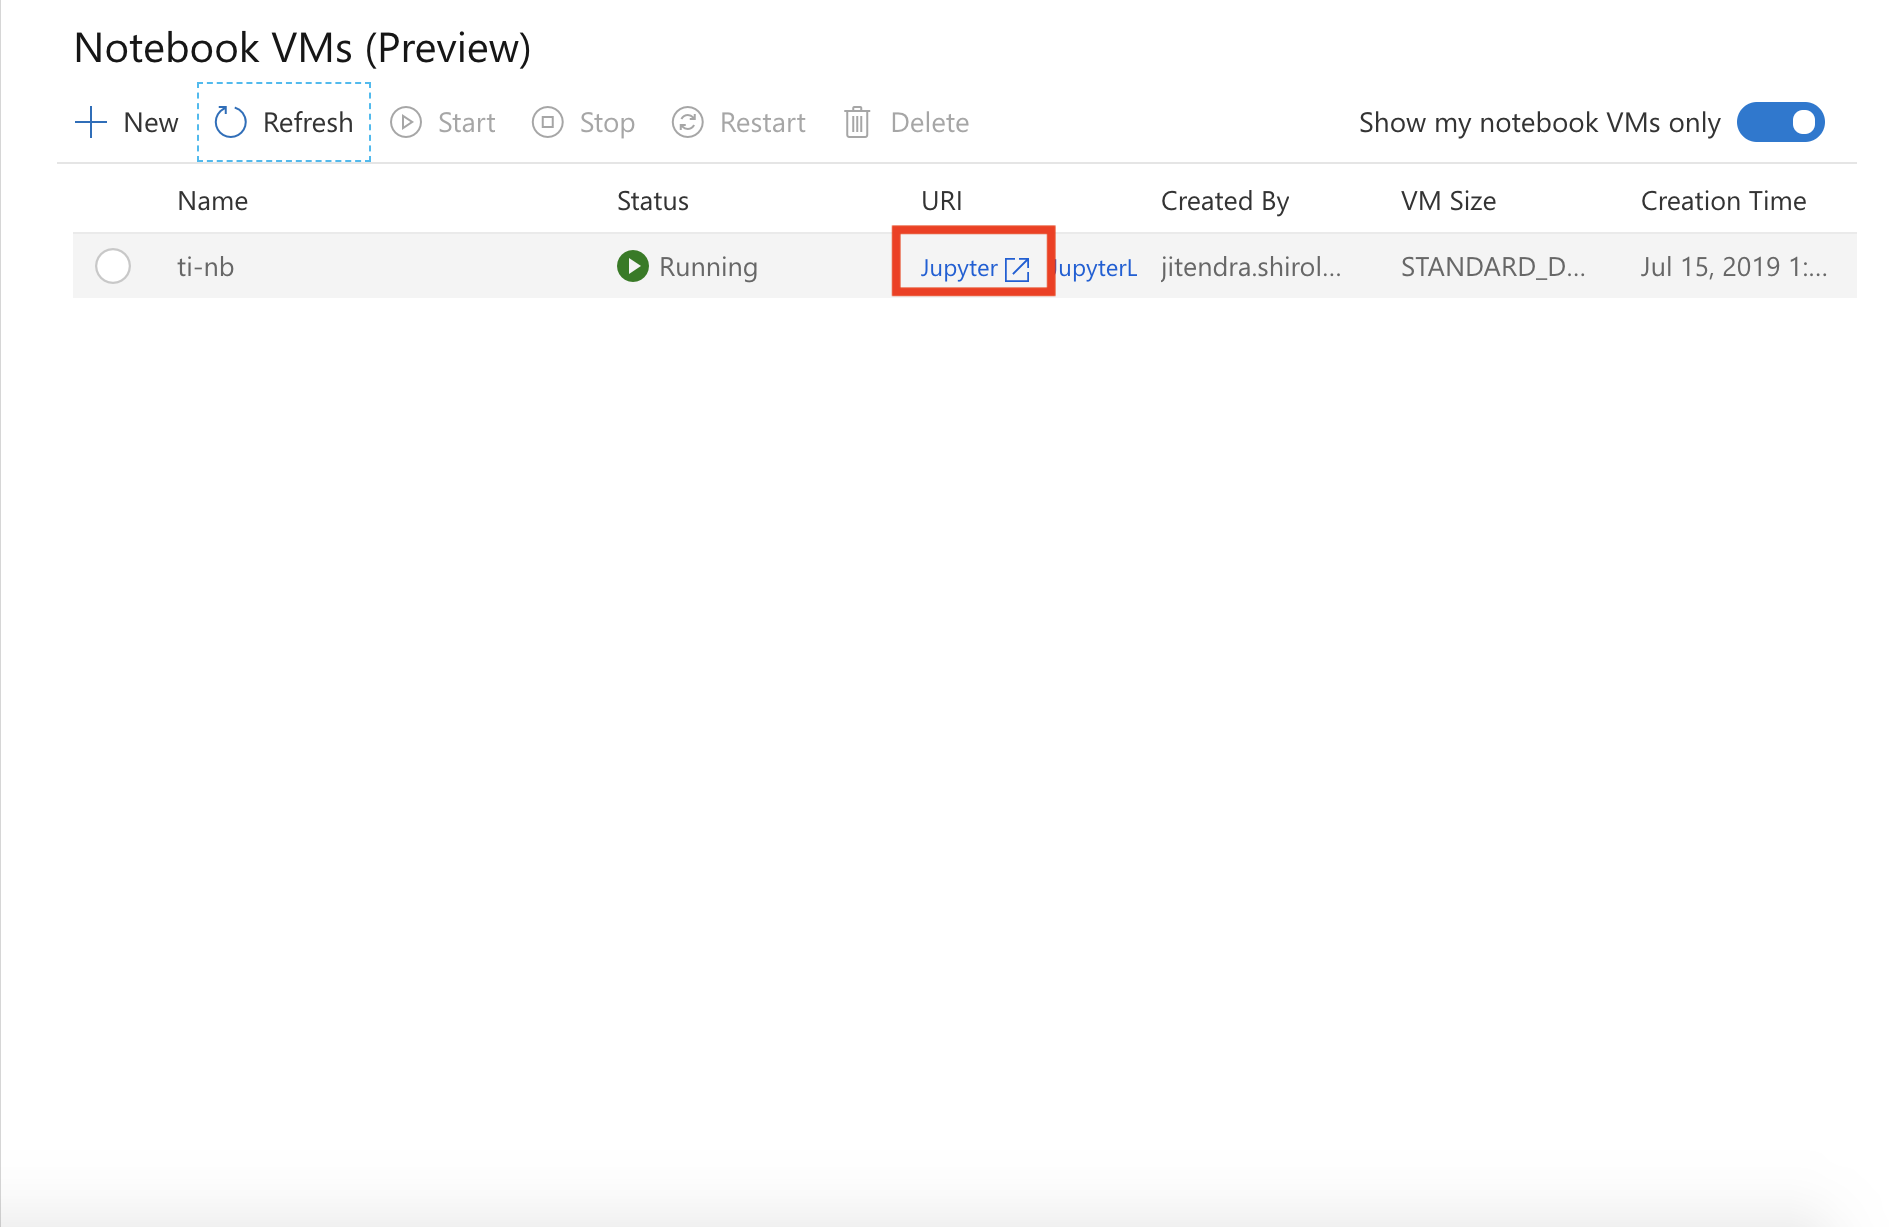 Notebook VMs (Preview)
New Refresh Start Stop Restart Delete Show my notebook VMs only
Name Status URI Created By VM Size Creation Time
ti-nb Running Jupyter JupyterL jitendra.shirol... STANDARD_D... Jul 15, 2019 1:...